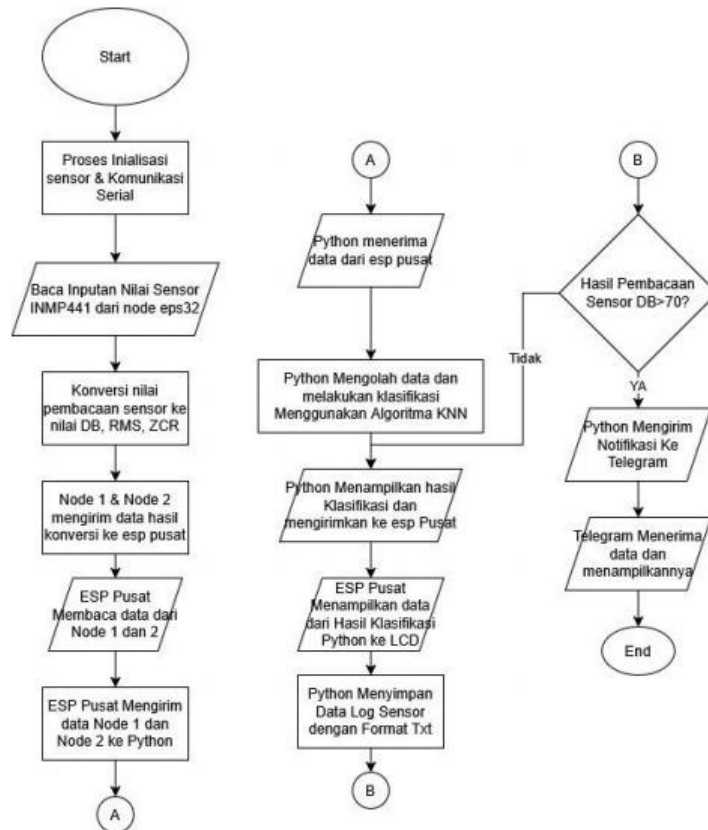 Start
Proses Inialisasi
sensor & Komunikasi
Serial
Baca Inputan Nilai Sensor
INMP441 dari node eps32
Konversi nilai
pembacaan sensor ke
nilai DB, RMS, ZCR
Node 1 & Node 2
mengirim data hasil
konversi ke esp pusat
ESP Pusat
Membaca data dari
Node 1 dan 2
ESP Pusat Mengirim
data Node 1 dan
Node 2 ke Python
A
A
Python menerima
data dari esp pusat
Python Mengolah data dan
melakukan klasifikasi
Menggunakan Algoritma KNN
Python Menampilkan hasil
Klasifikasi dan
mengirimkan ke esp Pusat
ESP Pusat
Menampilkan data
dari Hasil Klasifikasi
Python ke LCD
Python Menyimpan
Data Log Sensor
dengan Format Txt
B
B
Hasil Pembacaan
Sensor DB>70?
Tidak
YA
Python Mengirim
Notifikasi Ke
Telegram
Telegram Menerima
data dan
menampilkannya
End